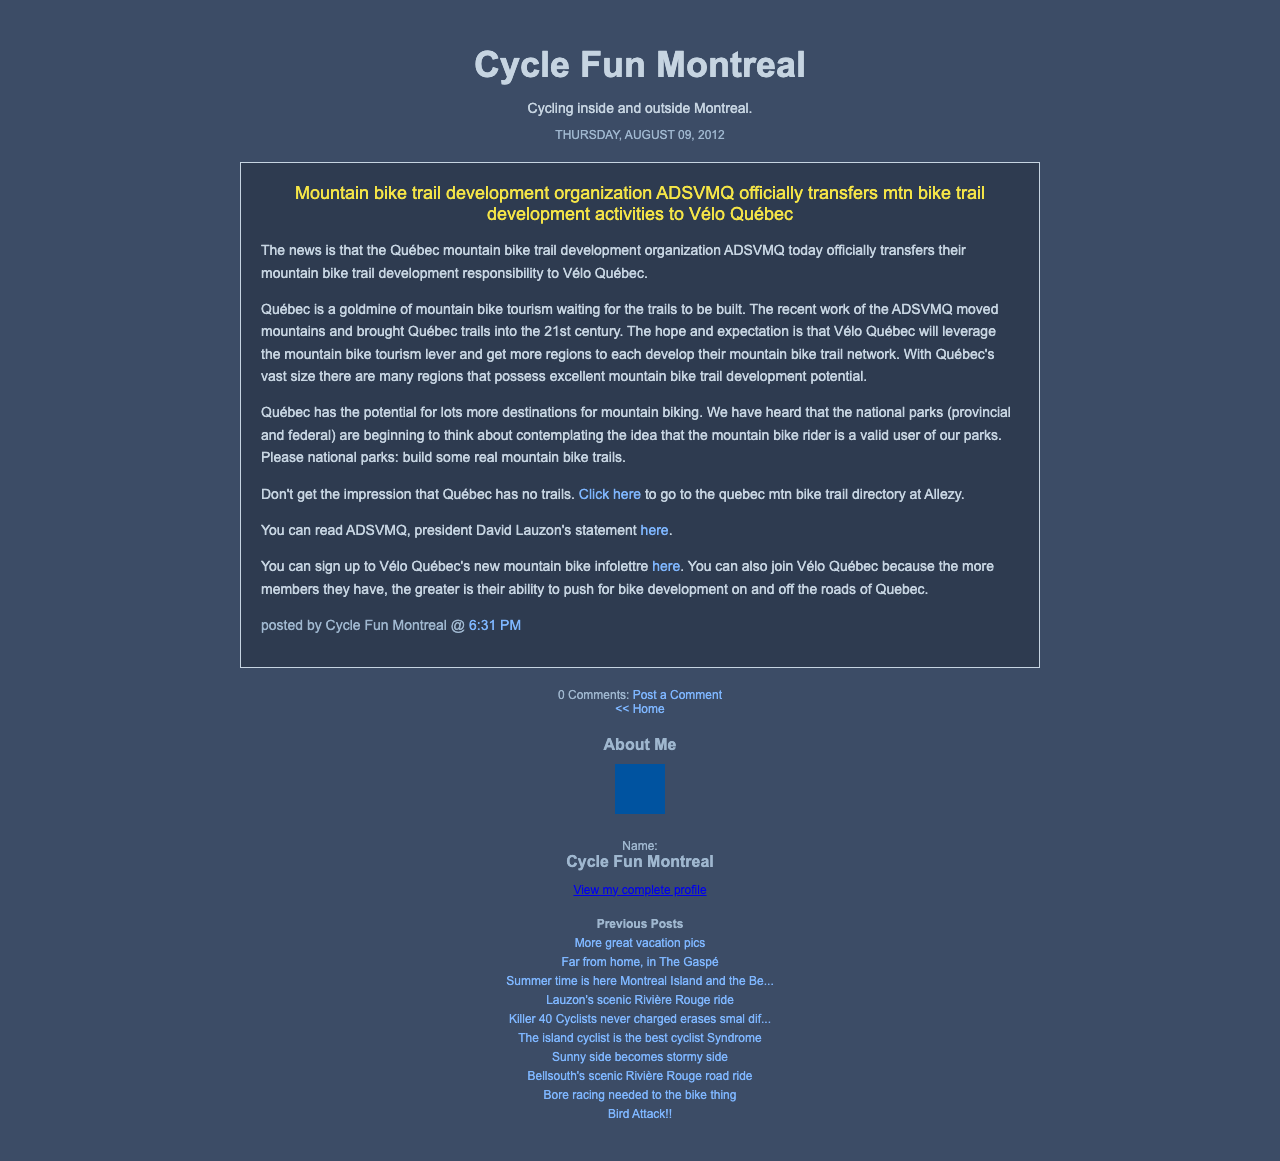 Cycle Fun Montreal
Cycling inside and outside Montreal.
THURSDAY, AUGUST 09, 2012
Mountain bike trail development organization ADSVMQ officially transfers mtn bike trail
development activities to Vélo Québec
The news is that the Québec mountain bike trail development organization ADSVMQ today officially transfers their
mountain bike trail development responsibility to Vélo Québec.
Québec is a goldmine of mountain bike tourism waiting for the trails to be built. The recent work of the ADSVMQ moved
mountains and brought Québec trails into the 21st century. The hope and expectation is that Vélo Québec will leverage
the mountain bike tourism lever and get more regions to each develop their mountain bike trail network. With Québec's
vast size there are many regions that possess excellent mountain bike trail development potential.
Québec has the potential for lots more destinations for mountain biking. We have heard that the national parks (provincial
and federal) are beginning to think about contemplating the idea that the mountain bike rider is a valid user of our parks.
Please national parks: build some real mountain bike trails.
Don't get the impression that Québec has no trails. Click here to go to the quebec mtn bike trail directory at Allezy.
You can read ADSVMQ, president David Lauzon's statement here.
You can sign up to Vélo Québec's new mountain bike infolettre here. You can also join Vélo Québec because the more
members they have, the greater is their ability to push for bike development on and off the roads of Quebec.
posted by Cycle Fun Montreal @ 6:31 PM
0 Comments: Post a Comment
<< Home
About Me
Name:
Cycle Fun Montreal
View my complete profile
Previous Posts
More great vacation pics
Far from home, in The Gaspé
Summer time is here Montreal Island and the Be...
Lauzon's scenic Rivière Rouge ride
Killer 40 Cyclists never charged erases smal dif...
The island cyclist is the best cyclist Syndrome
Sunny side becomes stormy side
Bellsouth's scenic Rivière Rouge road ride
Bore racing needed to the bike thing
Bird Attack!!